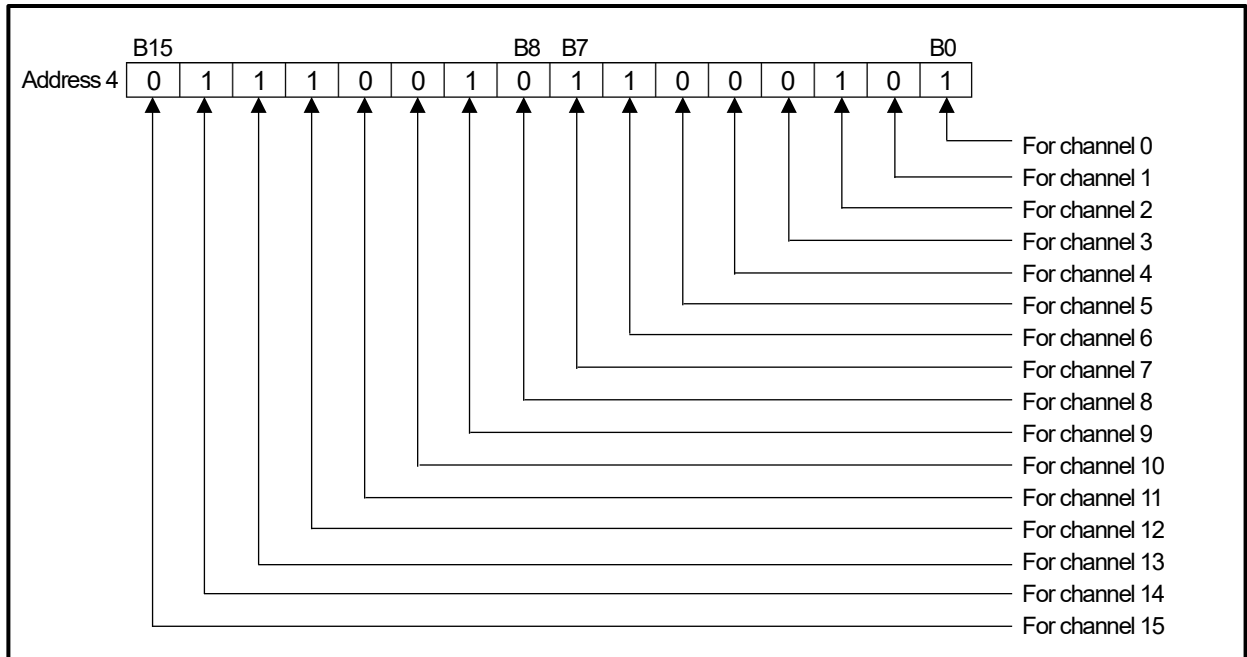 B15 B8 B7 B0
Address 4 0 1 1 1 0 0 1 0 1 1 0 0 0 1 0 1
For channel 0
For channel 1
For channel 2
For channel 3
For channel 4
For channel 5
For channel 6
For channel 7
For channel 8
For channel 9
For channel 10
For channel 11
For channel 12
For channel 13
For channel 14
For channel 15